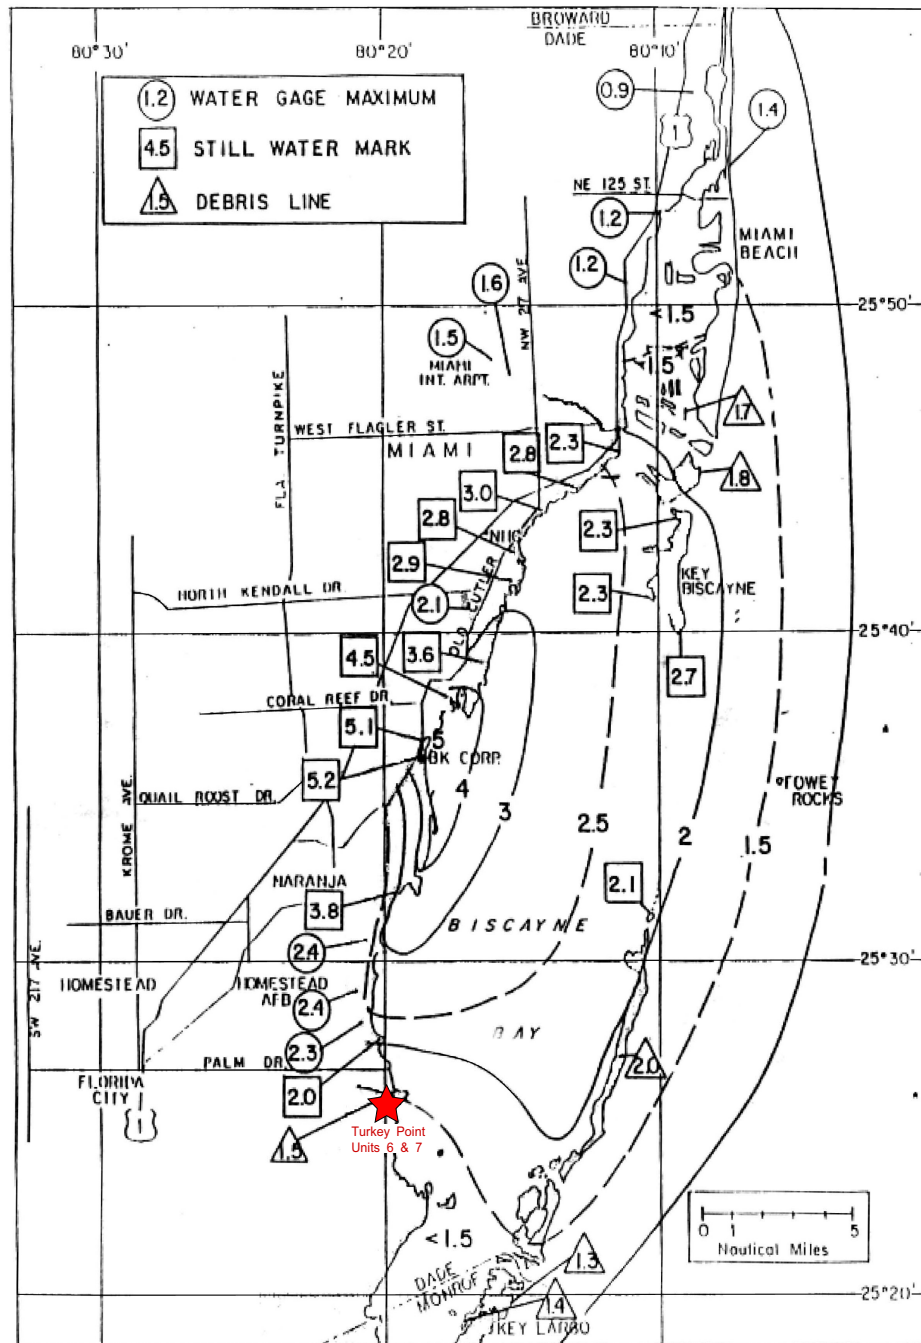 BROWARD
DADE
80°30'
80°20'
80°10'
1.2 WATER GAGE MAXIMUM
4.5 STILL WATER MARK
1.5 DEBRIS LINE
0.9
1
1.4
NE 125 ST.
1.2
MIAMI
BEACH
1.2
1.6
NW 27 AVE
25°50'
<1.5
1.5
MIAMI
INT. ARPT.
1.5
1.7
FLA TURNPIKE
WEST FLAGLER ST.
MIAMI
2.3
2.8
1.8
3.0
2.8
NHC
2.3
2.9
OLD CUTLER
NORTH KENDALL DR.
2.1
2.3
KEY
BISCAYNE
25°40'
4.5
3.6
2.7
CORAL REEF DR.
5.1
5
BK CORP.
5.2
QUAIL ROOST DR.
KROME AVE.
4
3
2.5
2
1.5
FOWEY
ROCKS
NARANJA
3.8
2.1
BAUER DR.
BISCAYNE
2.4
25°30'
HOMESTEAD
HOMESTEAD
AFB
SW 217 AVE.
2.4
BAY
2.3
PALM DR.
2.0
FLORIDA
CITY
2.0
1
Turkey Point
Units 6 & 7
1.5
0 1 5
Nautical Miles
<1.5
DADE
MONROE
1.3
1.4
25°20'
KEY LARGO